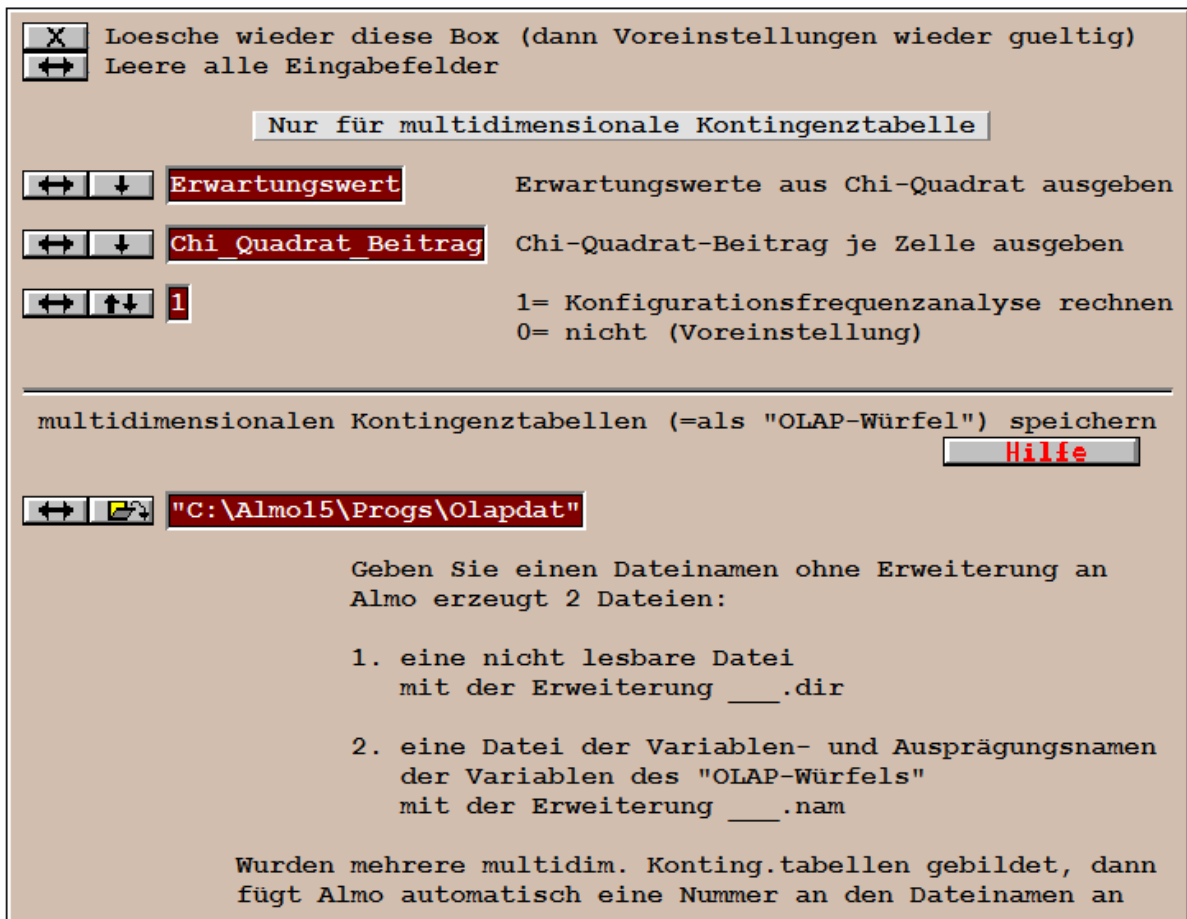 X Loesche wieder diese Box (dann Voreinstellungen wieder gueltig)
Leere alle Eingabefelder
Nur für multidimensionale Kontingenztabelle
Erwartungswert Erwartungswerte aus Chi-Quadrat ausgeben
Chi_Quadrat_Beitrag Chi-Quadrat-Beitrag je Zelle ausgeben
1 1= Konfigurationsfrequenzanalyse rechnen
0= nicht (Voreinstellung)
multidimensionalen Kontingenztabellen (=als "OLAP-Würfel") speichern
Hilfe
"C:\Almo15\Progs\Olapdat"
Geben Sie einen Dateinamen ohne Erweiterung an
Almo erzeugt 2 Dateien:
1. eine nicht lesbare Datei
mit der Erweiterung ___.dir
2. eine Datei der Variablen- und Ausprägungsnamen
der Variablen des "OLAP-Würfels"
mit der Erweiterung ___.nam
Wurden mehrere multidim. Konting.tabellen gebildet, dann
fügt Almo automatisch eine Nummer an den Dateinamen an